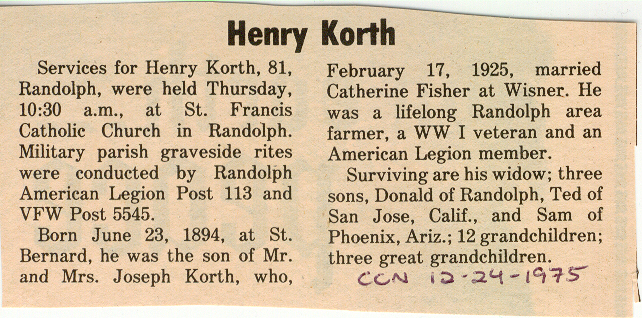 Henry Korth
Services for Henry Korth, 81,
Randolph, were held Thursday,
10:30 a.m., at St. Francis
Catholic Church in Randolph.
Military parish graveside rites
were conducted by Randolph
American Legion Post 113 and
VFW Post 5545.
Born June 23, 1894, at St.
Bernard, he was the son of Mr.
and Mrs. Joseph Korth, who,
February 17, 1925, married
Catherine Fisher at Wisner. He
was a lifelong Randolph area
farmer, a WW I veteran and an
American Legion member.
Surviving are his widow; three
sons, Donald of Randolph, Ted of
San Jose, Calif., and Sam of
Phoenix, Ariz.; 12 grandchildren;
three great grandchildren.
CCN 12-24-1975